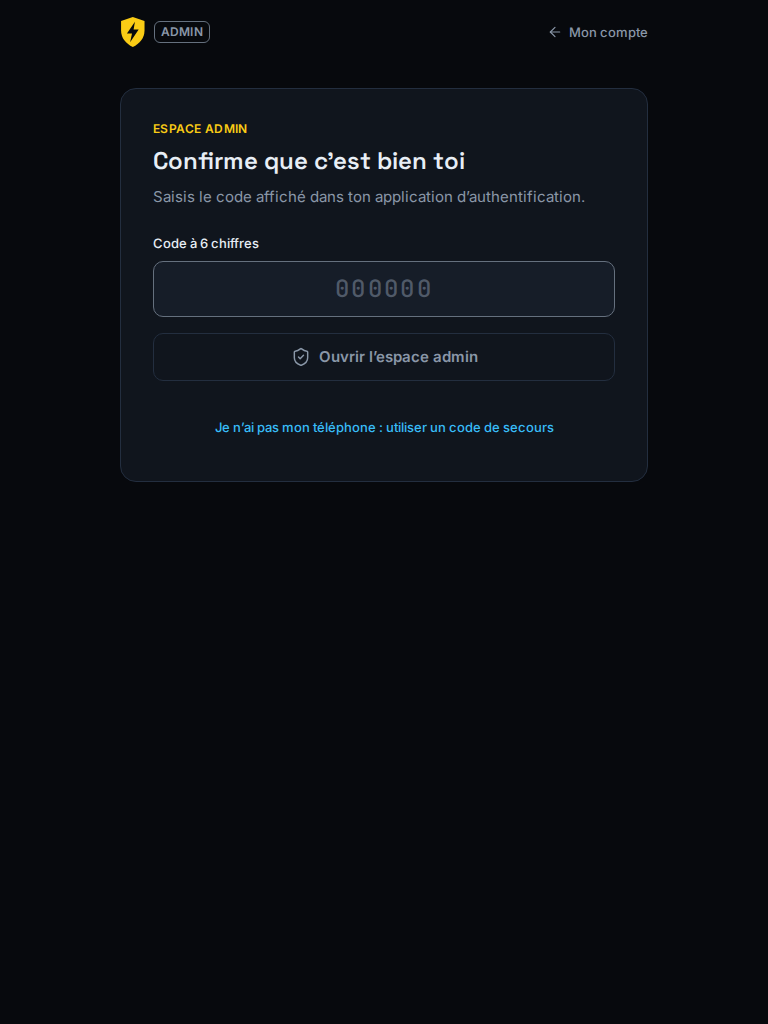 ADMIN
Mon compte
ESPACE ADMIN
Confirme que c’est bien toi
Saisis le code affiché dans ton application d’authentification.
Code à 6 chiffres
000000
Ouvrir l’espace admin
Je n’ai pas mon téléphone : utiliser un code de secours